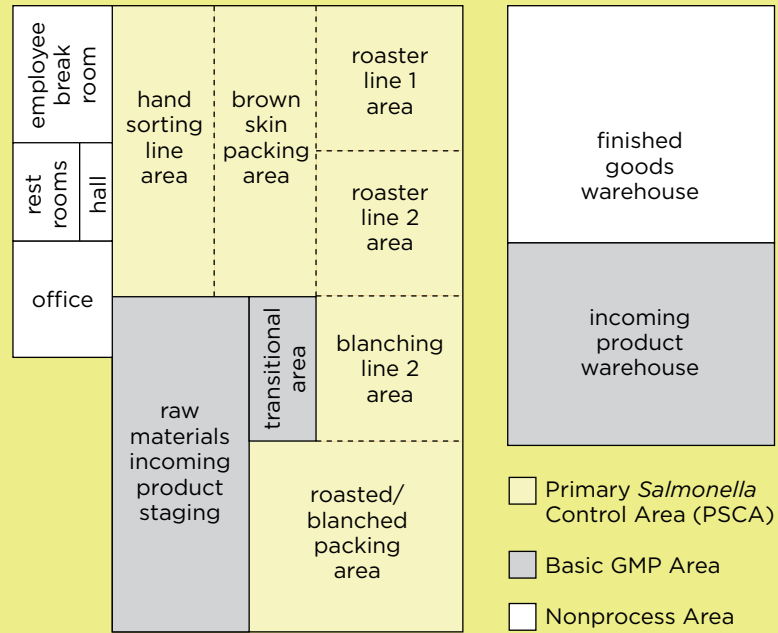 employee
break
room
rest
rooms
hall
office
hand
sorting
line
area
brown
skin
packing
area
roaster
line 1
area
roaster
line 2
area
transitional
area
blanching
line 2
area
raw
materials
incoming
product
staging
roasted/
blanched
packing
area
finished
goods
warehouse
incoming
product
warehouse
Primary Salmonella
Control Area (PSCA)
Basic GMP Area
Nonprocess Area